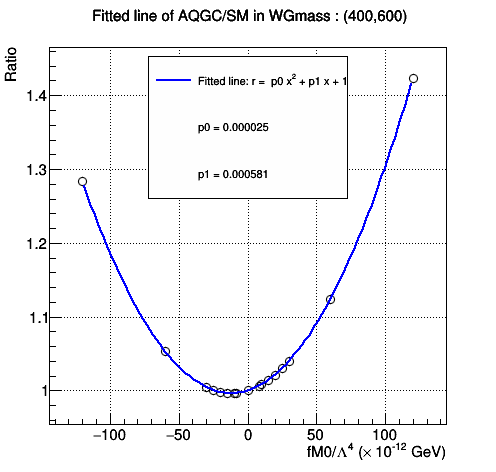 Fitted line of AQGC/SM in WGmass : (400,600)
Ratio
Fitted line: r = p0 x² + p1 x + 1
p0 = 0.000025
p1 = 0.000581
1.4
1.3
1.2
1.1
1
−100 −50 0 50 100
fM0/Λ⁴ (× 10⁻¹² GeV)